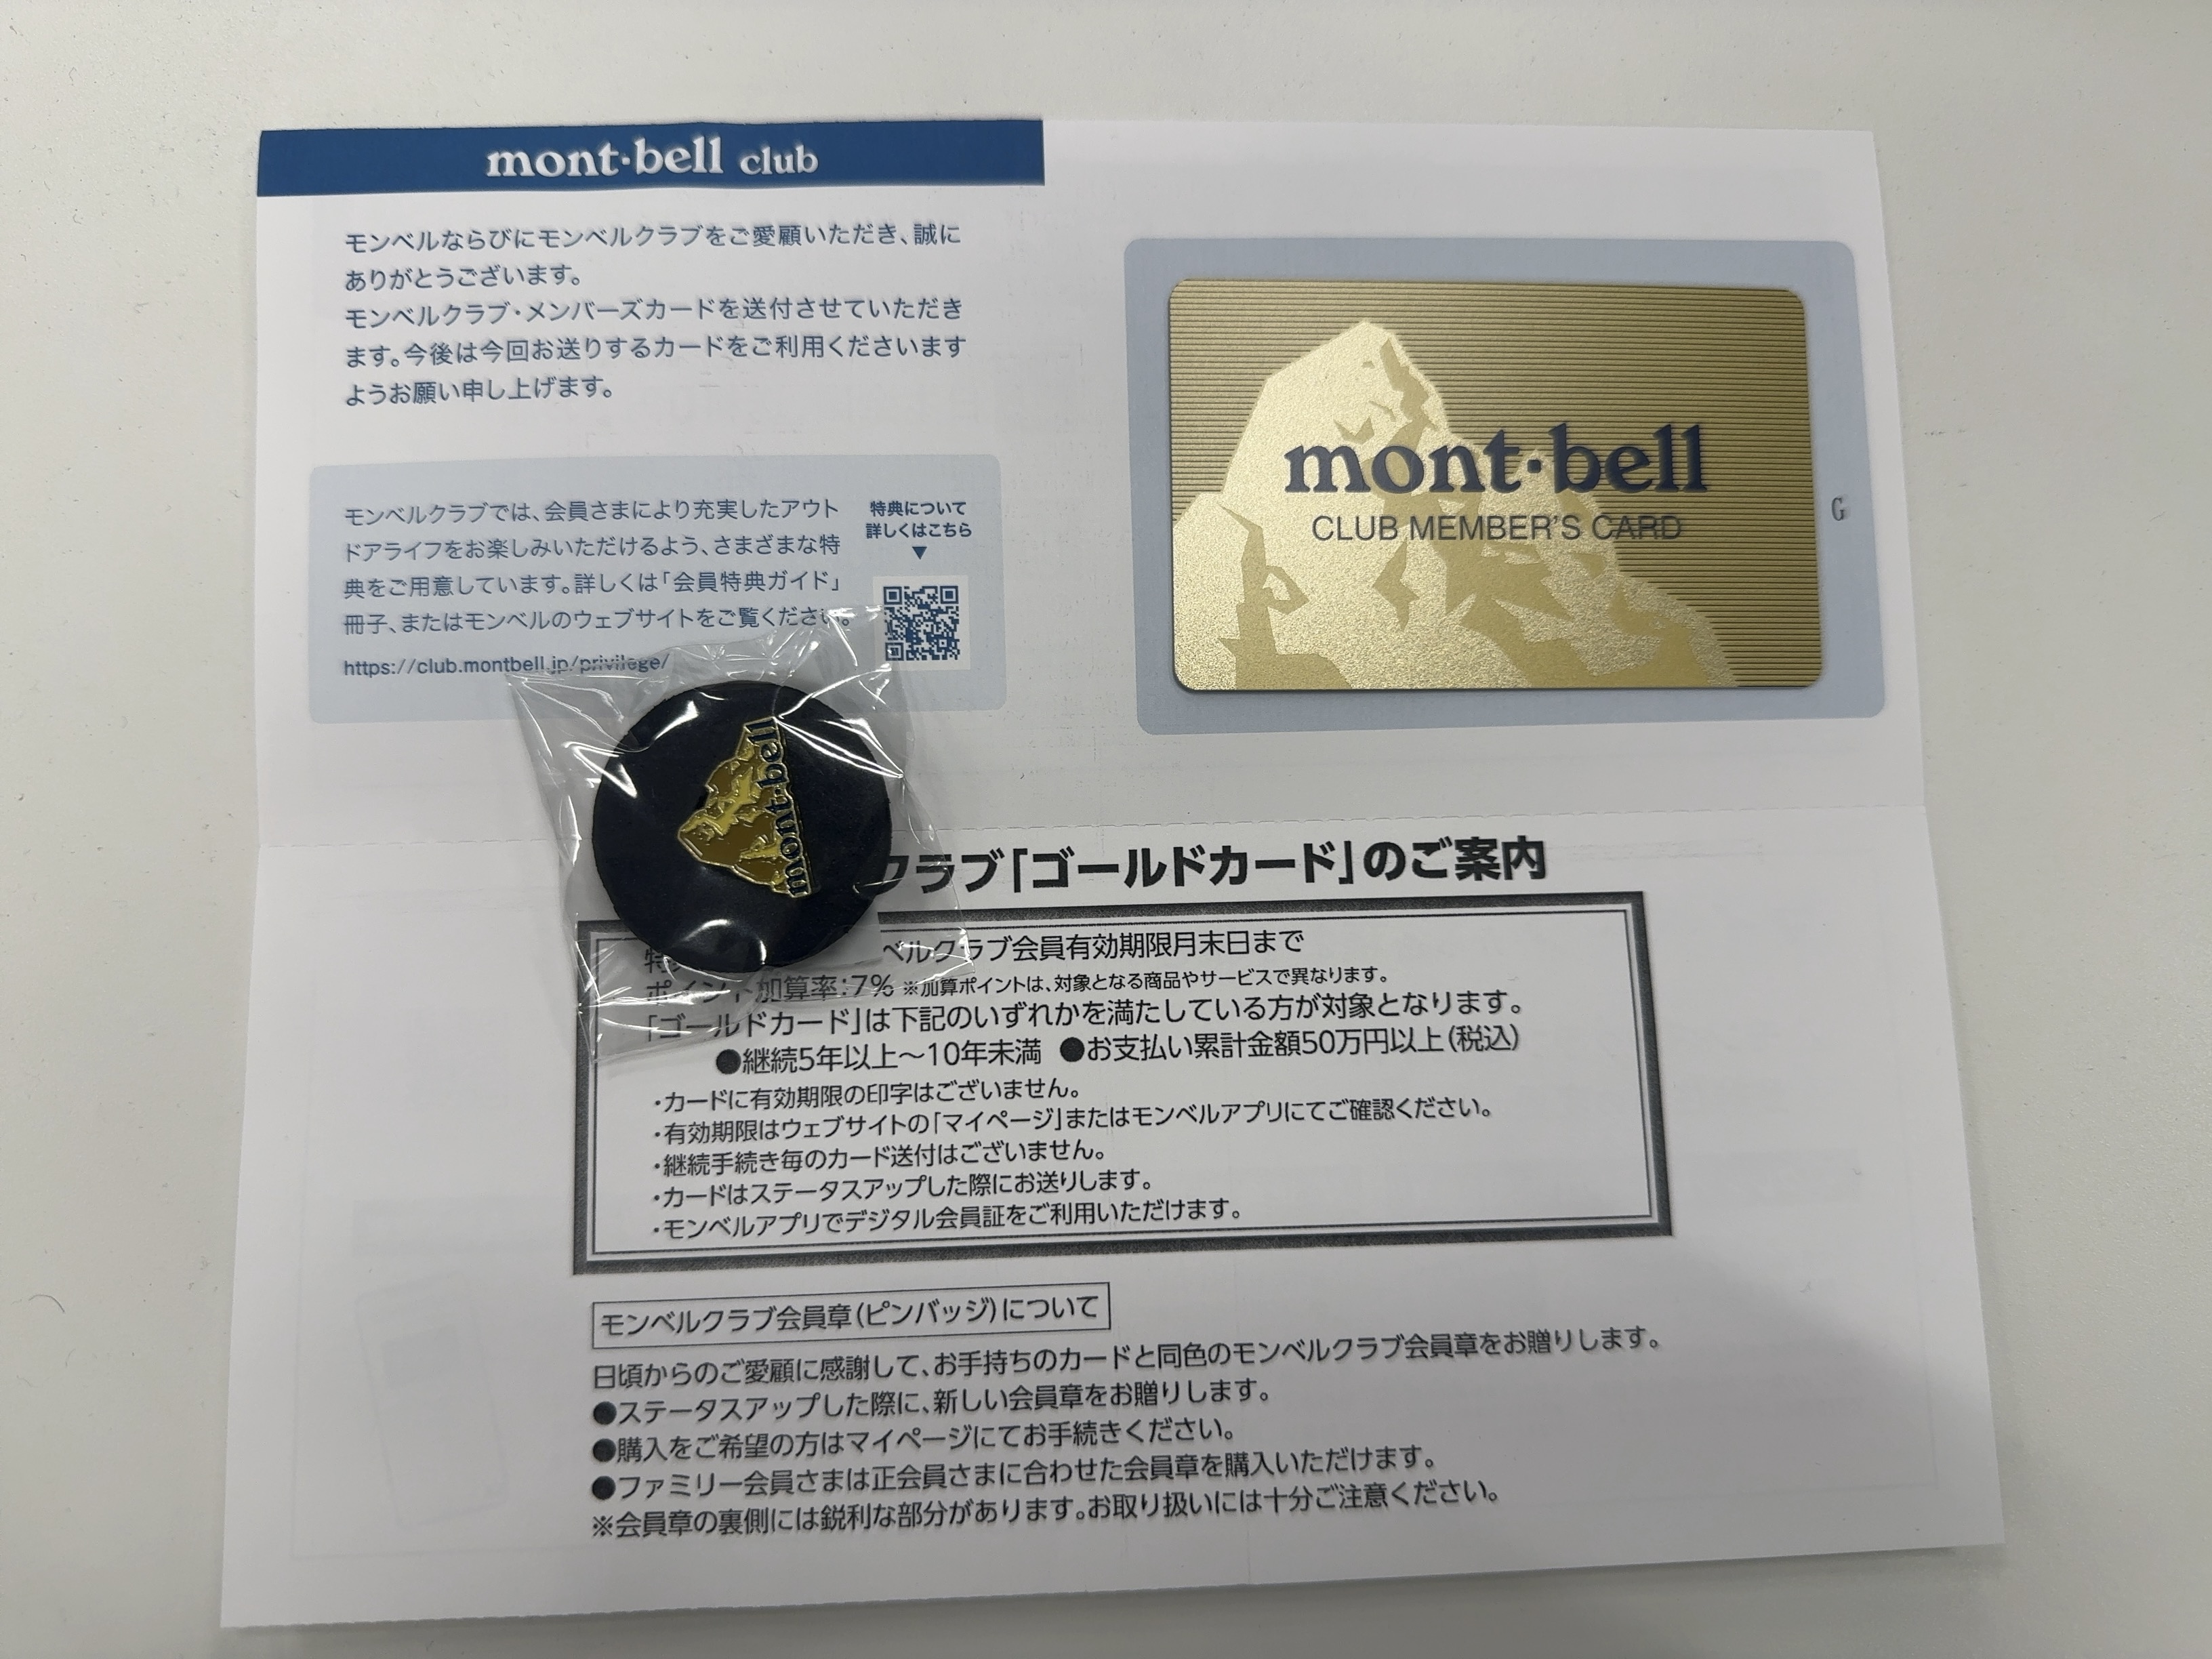 mont·bell club
モンベルならびにモンベルクラブをご愛顧いただき、誠に
ありがとうございます。
モンベルクラブ・メンバーズカードを送付させていただき
ます。今後は今回お送りするカードをご利用くださいます
ようお願い申し上げます。
モンベルクラブでは、会員さまにより充実したアウト
ドアライフをお楽しみいただけるよう、さまざまな特
典をご用意しています。詳しくは「会員特典ガイド」
冊子、またはモンベルのウェブサイトをご覧ください。
https://club.montbell.jp/privilege/
特典について
詳しくはこちら
▼
mont·bell
CLUB MEMBER'S CARD
G
mont·bell
クラブ「ゴールドカード」のご案内
ベルクラブ会員有効期限月末日まで
ポイント加算率:7% ※加算ポイントは、対象となる商品やサービスで異なります。
「ゴールドカード」は下記のいずれかを満たしている方が対象となります。
●継続5年以上～10年未満 ●お支払い累計金額50万円以上(税込)
・カードに有効期限の印字はございません。
・有効期限はウェブサイトの「マイページ」またはモンベルアプリにてご確認ください。
・継続手続き毎のカード送付はございません。
・カードはステータスアップした際にお送りします。
・モンベルアプリでデジタル会員証をご利用いただけます。
モンベルクラブ会員章(ピンバッジ)について
日頃からのご愛顧に感謝して、お手持ちのカードと同色のモンベルクラブ会員章をお贈りします。
●ステータスアップした際に、新しい会員章をお贈りします。
●購入をご希望の方はマイページにてお手続きください。
●ファミリー会員さまは正会員さまに合わせた会員章を購入いただけます。
※会員章の裏側には鋭利な部分があります。お取り扱いには十分ご注意ください。